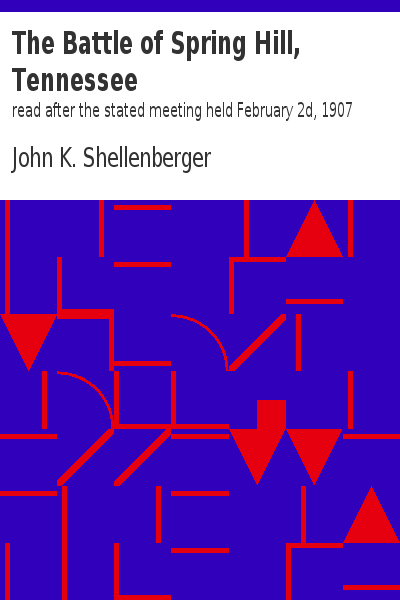 The Battle of Spring Hill,
Tennessee
read after the stated meeting held February 2d, 1907
John K. Shellenberger